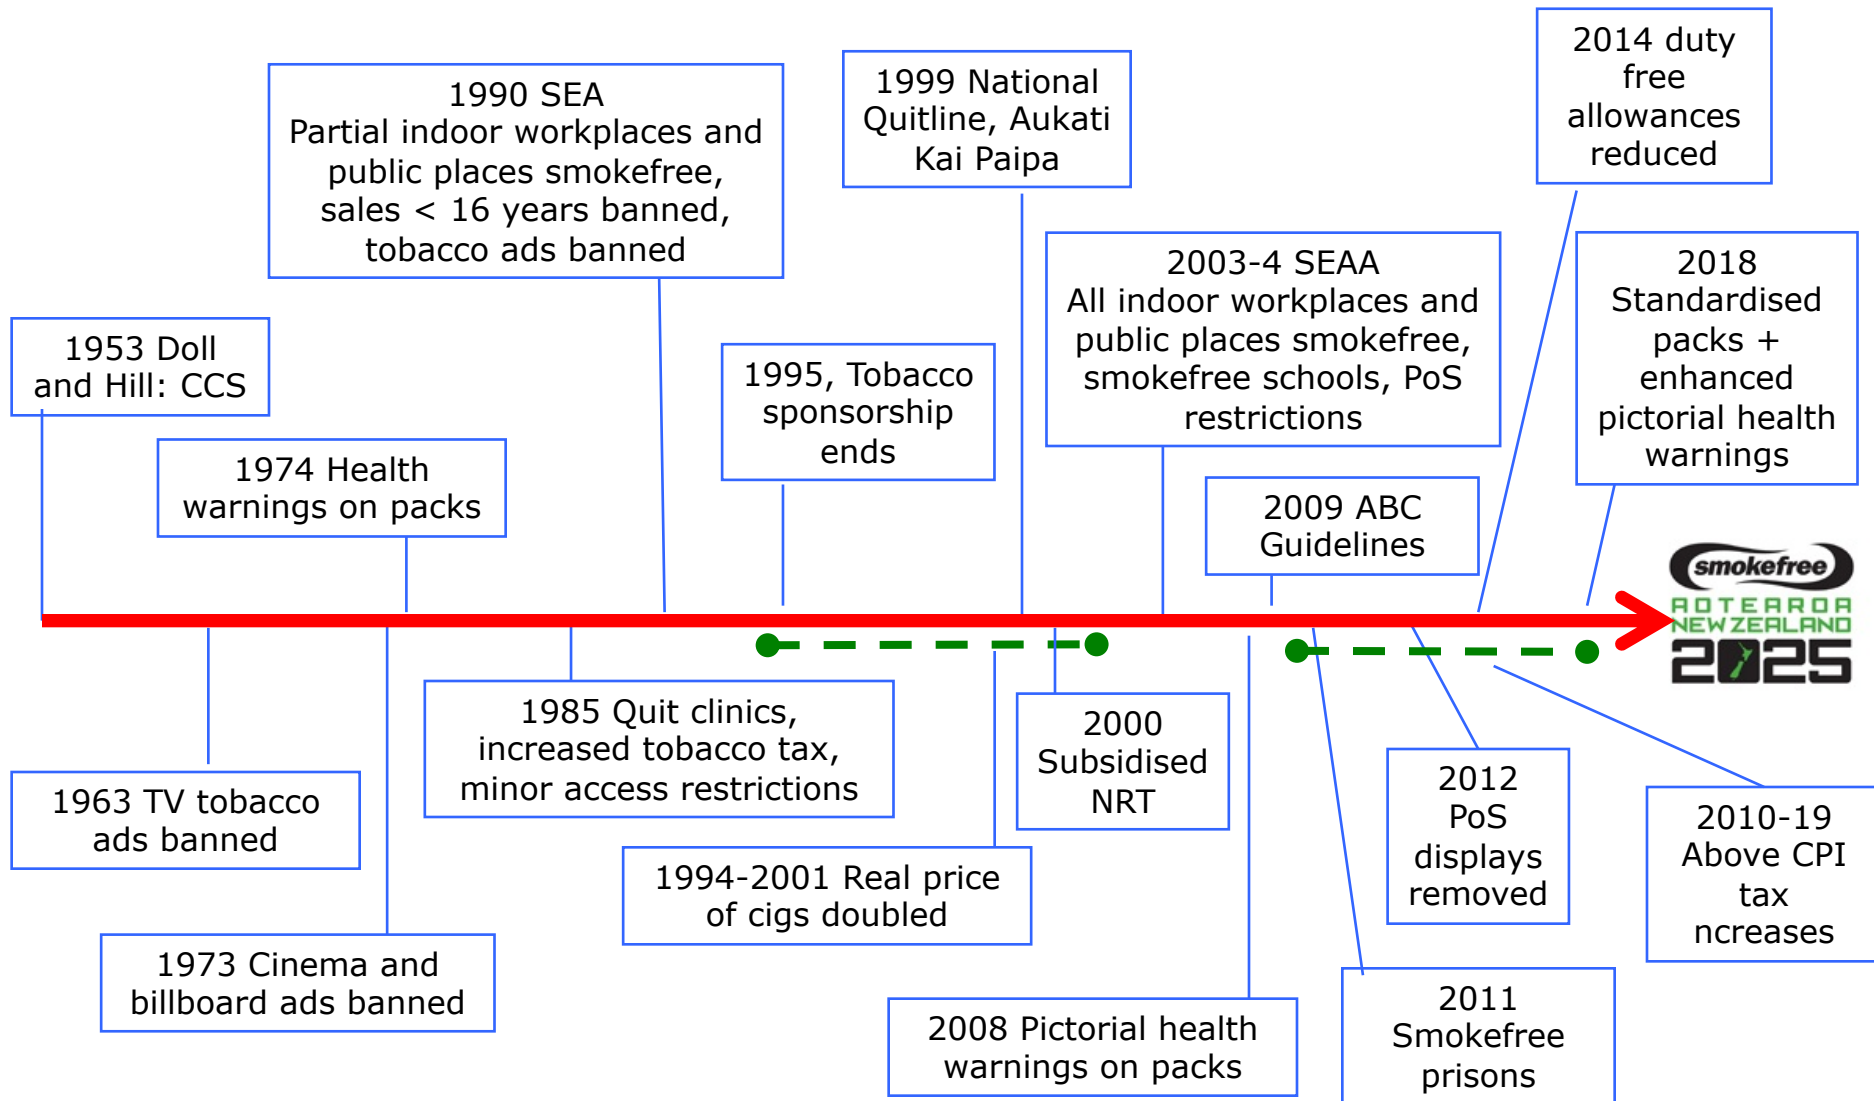 2014 duty
free
allowances
reduced
1990 SEA
Partial indoor workplaces and
public places smokefree,
sales < 16 years banned,
tobacco ads banned
1999 National
Quitline, Aukati
Kai Paipa
2003-4 SEAA
All indoor workplaces and
public places smokefree,
smokefree schools, PoS
restrictions
2018
Standardised
packs +
enhanced
pictorial health
warnings
1953 Doll
and Hill: CCS
1995, Tobacco
sponsorship
ends
1974 Health
warnings on packs
2009 ABC
Guidelines
smokefree
AOTEAROA
NEW ZEALAND
2025
1985 Quit clinics,
increased tobacco tax,
minor access restrictions
2000
Subsidised
NRT
1963 TV tobacco
ads banned
2012
PoS
displays
removed
2010-19
Above CPI
tax
ncreases
1994-2001 Real price
of cigs doubled
1973 Cinema and
billboard ads banned
2008 Pictorial health
warnings on packs
2011
Smokefree
prisons